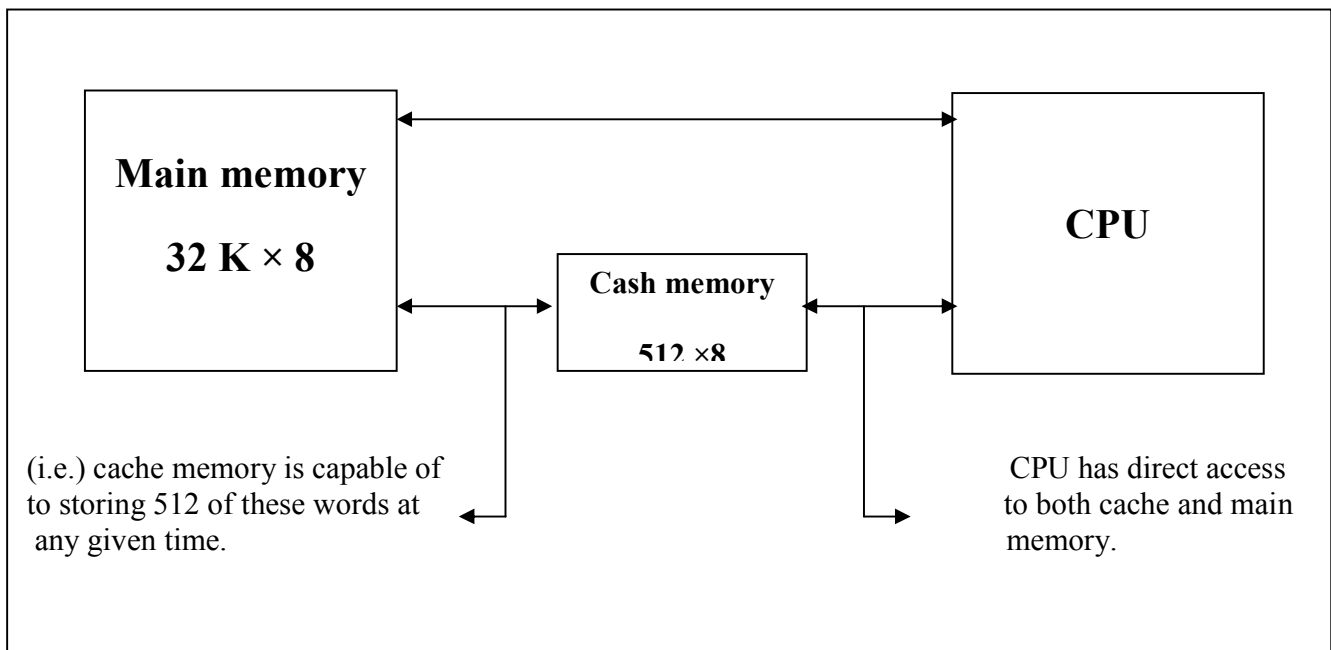 Main memory
32 K × 8
CPU
Cash memory
512 ×8
(i.e.) cache memory is capable of
to storing 512 of these words at
any given time.
CPU has direct access
to both cache and main
memory.